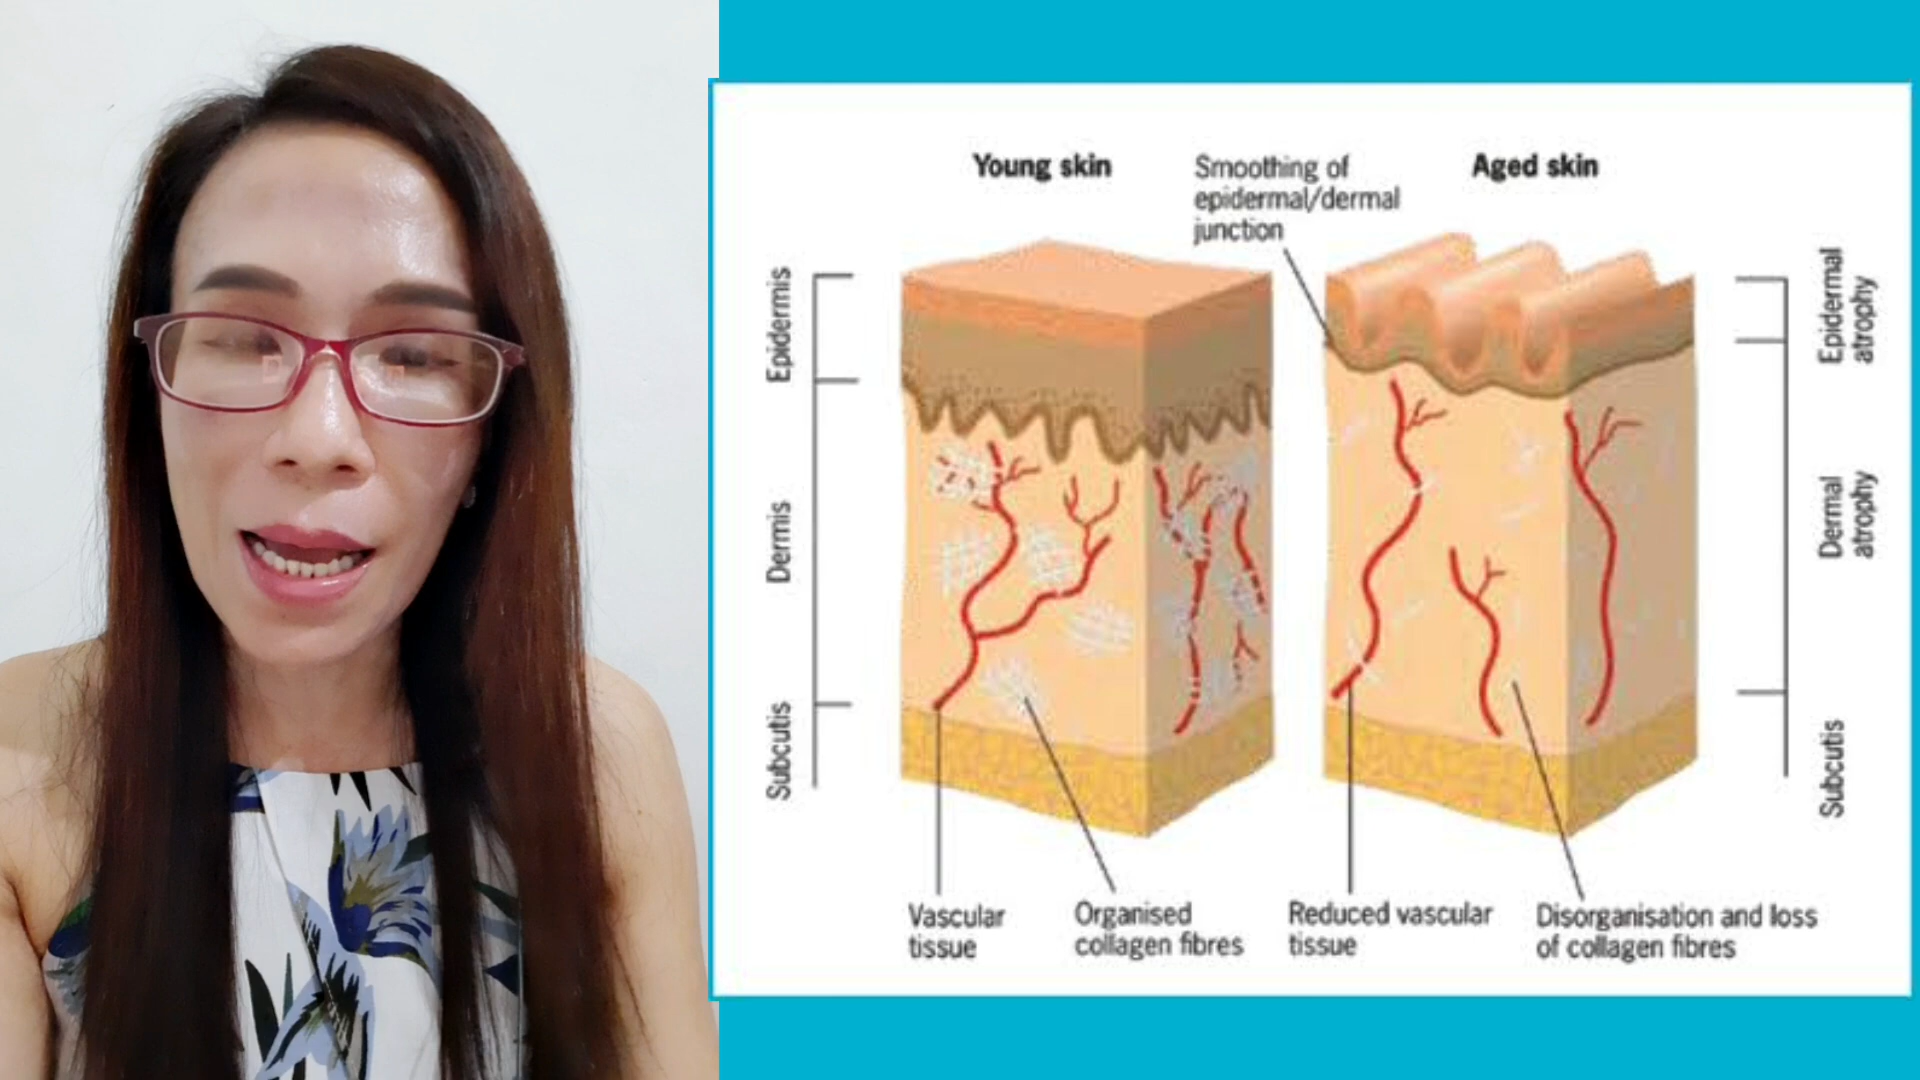 Young skin
Smoothing of
epidermal/dermal
junction
Aged skin
Epidermis
Dermis
Subcutis
Epidermal
atrophy
Dermal
atrophy
Subcutis
Vascular
tissue
Organised
collagen fibres
Reduced vascular
tissue
Disorganisation and loss
of collagen fibres